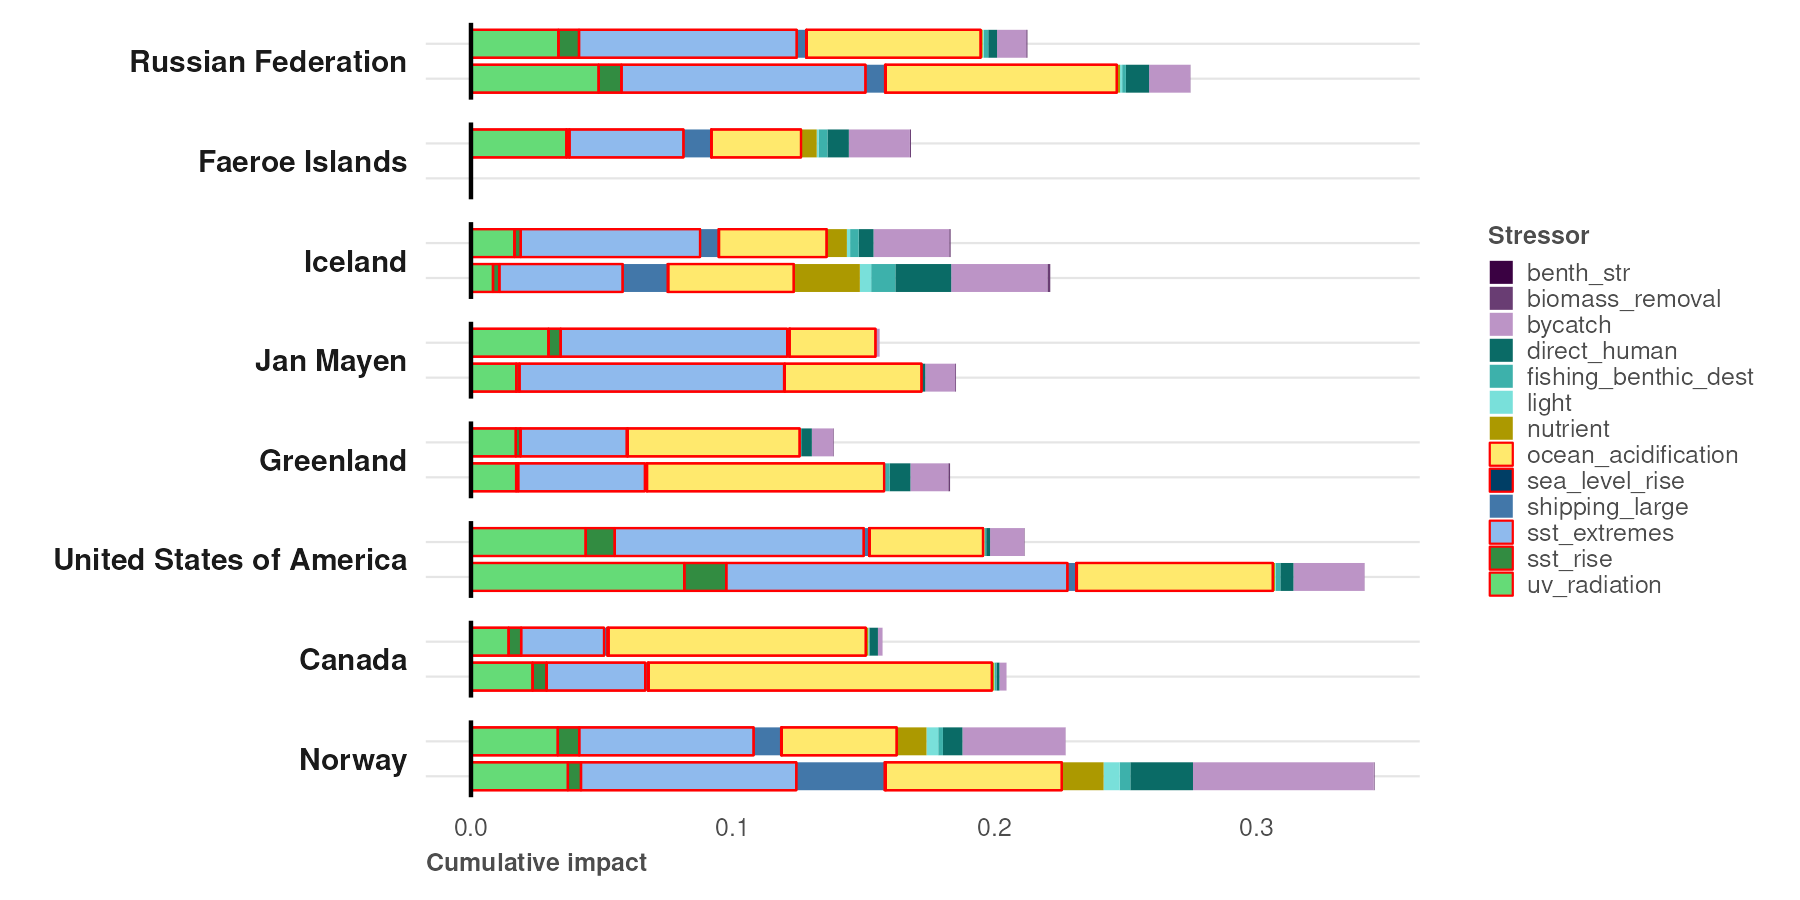 Russian Federation
Faeroe Islands
Iceland
Jan Mayen
Greenland
United States of America
Canada
Norway
0.0 0.1 0.2 0.3
Cumulative impact
Stressor
benth_str
biomass_removal
bycatch
direct_human
fishing_benthic_dest
light
nutrient
ocean_acidification
sea_level_rise
shipping_large
sst_extremes
sst_rise
uv_radiation